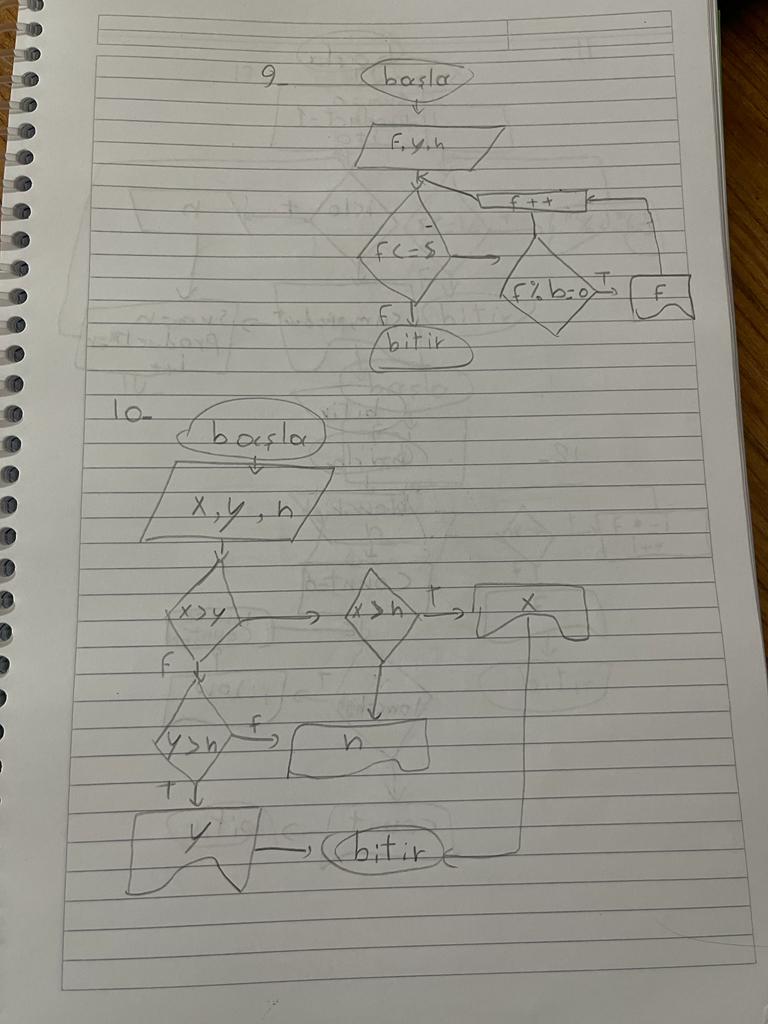 9_
başla
F, y, n
f++
f<=5
f%b=0
T
F
F
bitir
10_
başla
x, y, n
x>y
x>n
T
x
F
y>n
f
n
T
y
bitir